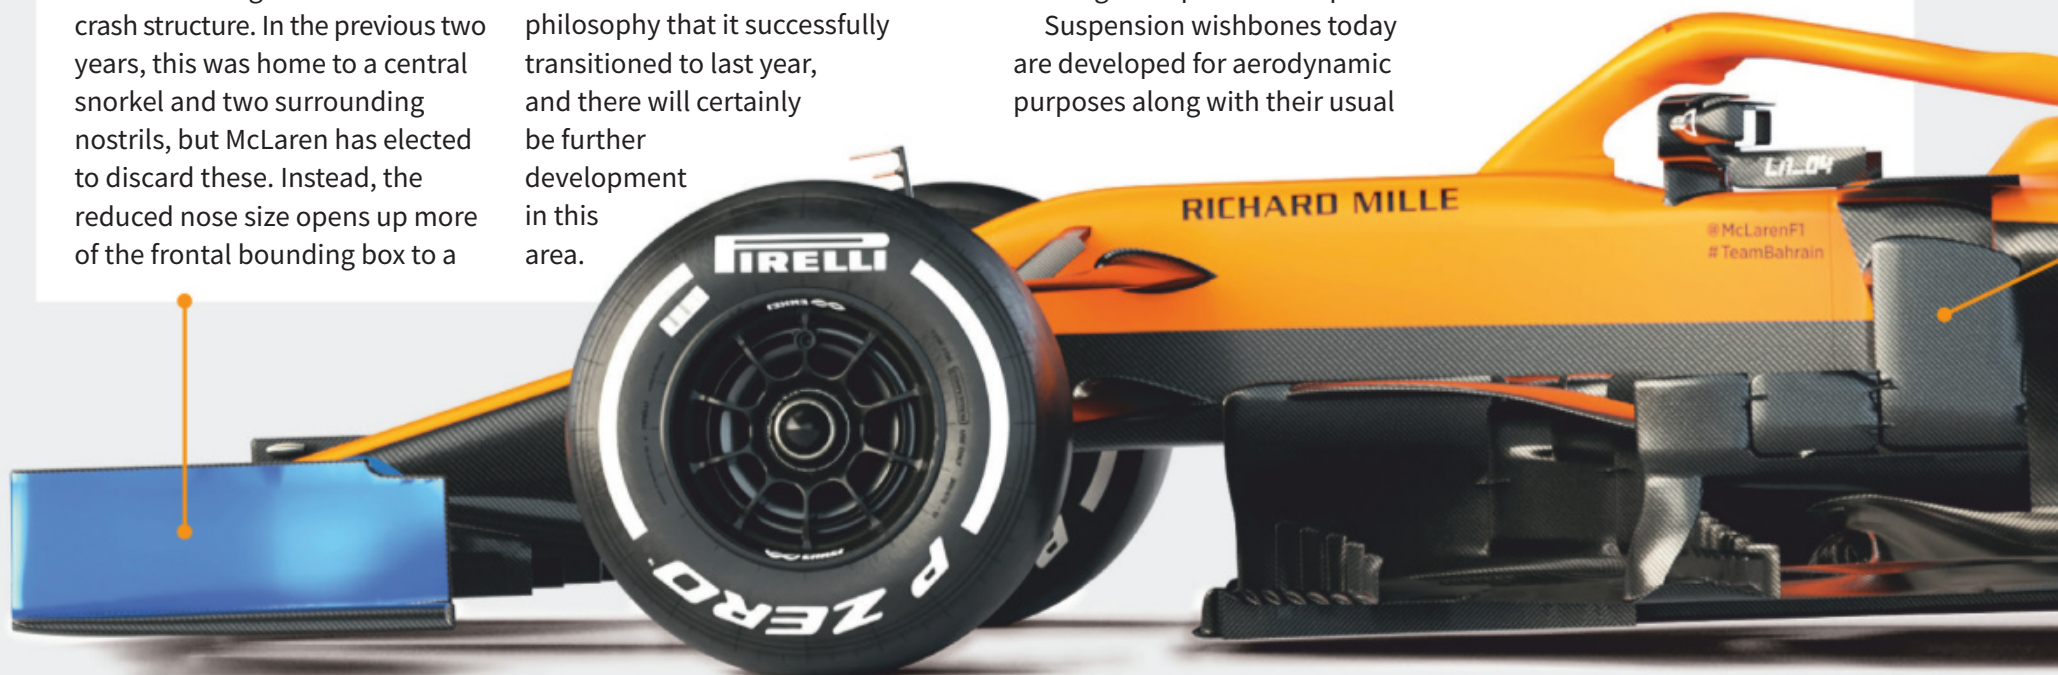 crash structure. In the previous two
years, this was home to a central
snorkel and two surrounding
nostrils, but McLaren has elected
to discard these. Instead, the
reduced nose size opens up more
of the frontal bounding box to a
philosophy that it successfully
transitioned to last year,
and there will certainly
be further
development
in this
area.
Suspension wishbones today
are developed for aerodynamic
purposes along with their usual
RICHARD MILLE
@McLarenF1
#TeamBahrain
PIRELLI
P ZERO